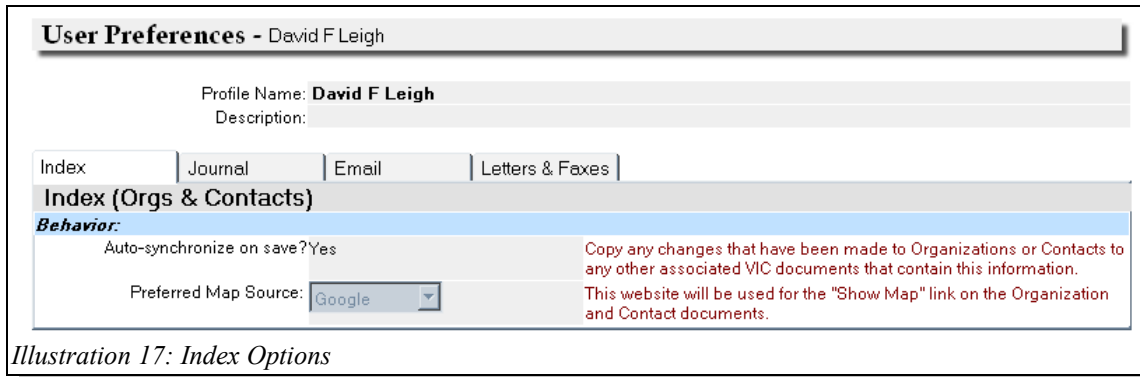 User Preferences - David F Leigh
Profile Name: David F Leigh
Description:
Index Journal Email Letters & Faxes
Index (Orgs & Contacts)
Behavior:
Auto-synchronize on save? Yes Copy any changes that have been made to Organizations or Contacts to
any other associated VIC documents that contain this information.
Preferred Map Source: Google This website will be used for the "Show Map" link on the Organization
and Contact documents.
Illustration 17: Index Options